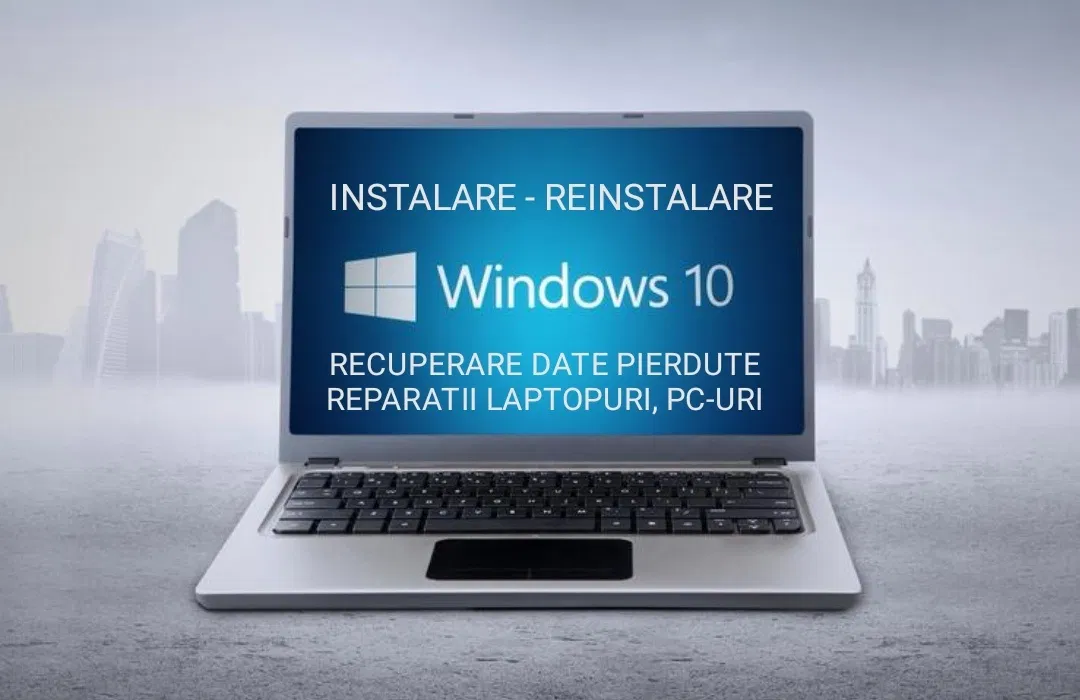 INSTALARE - REINSTALARE
Windows 10
RECUPERARE DATE PIERDUTE
REPARATII LAPTOPURI, PC-URI